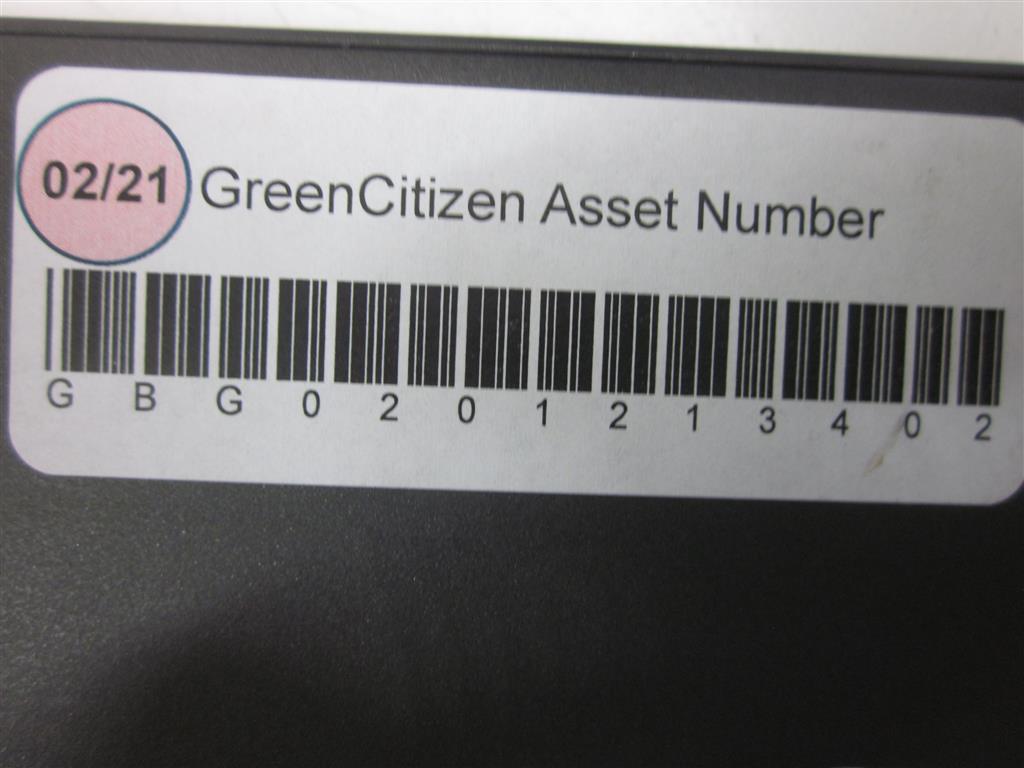 02/21 GreenCitizen Asset Number
G B G 0 2 0 1 2 1 3 4 0 2